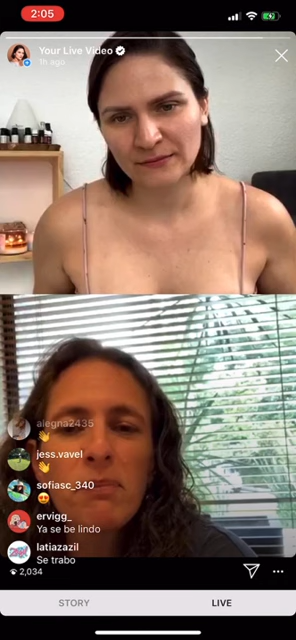 2:05
Your Live Video
1h ago
alegna2435
👋
jess.vavel
👋
sofiasc_340
😍
ervigg_
Ya se be lindo
latiazazil
Se trabo
2,034
STORY
LIVE